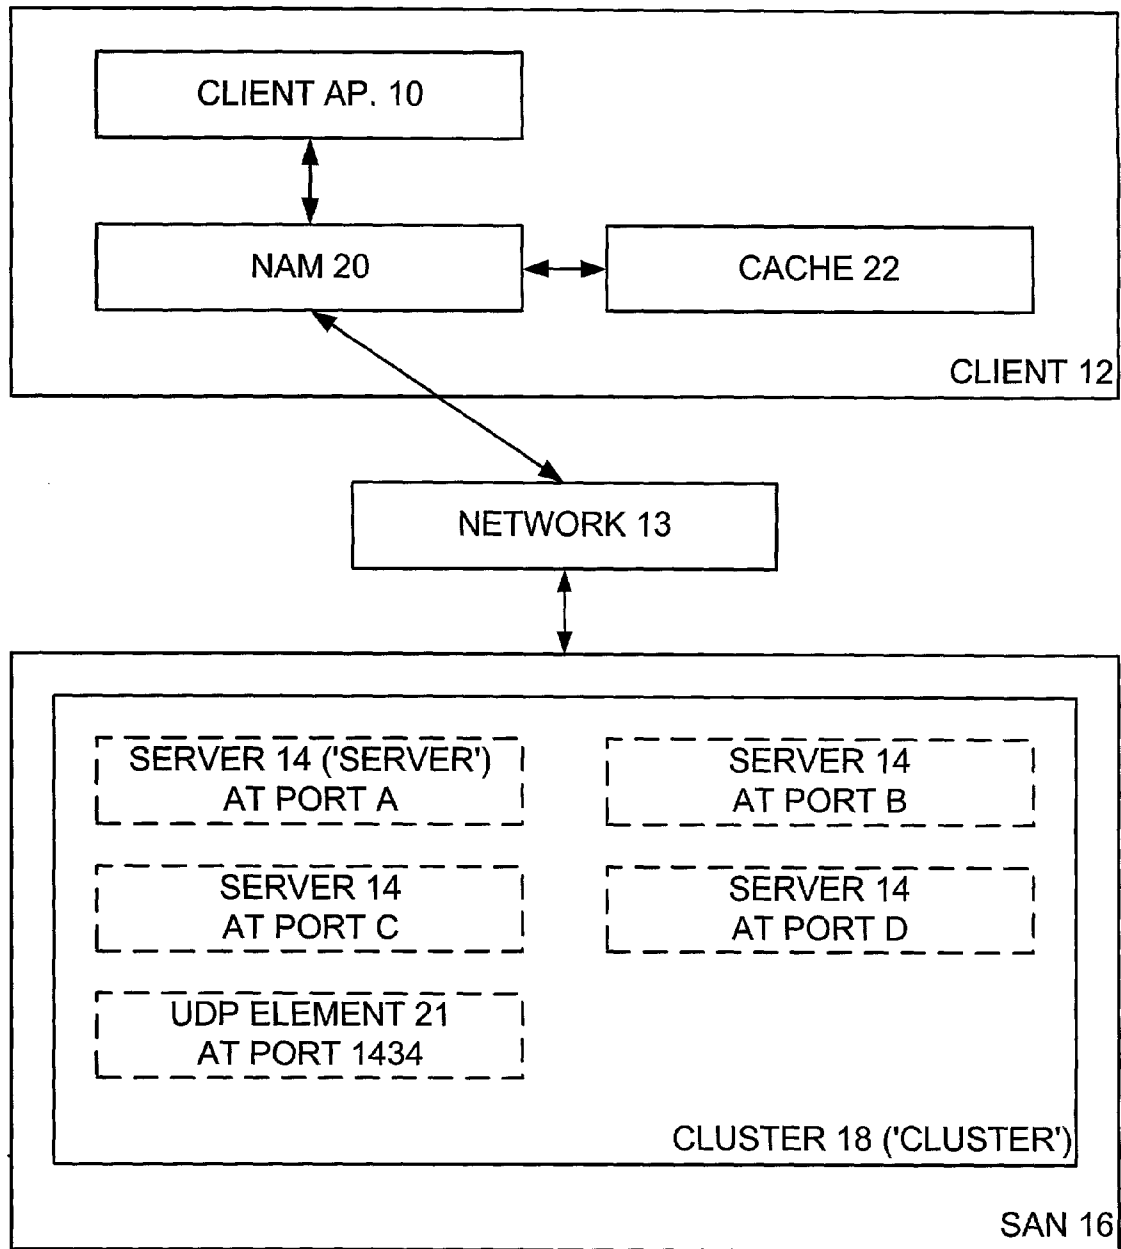 CLIENT AP. 10
NAM 20
CACHE 22
CLIENT 12
NETWORK 13
SERVER 14 ('SERVER')
AT PORT A
SERVER 14
AT PORT B
SERVER 14
AT PORT C
SERVER 14
AT PORT D
UDP ELEMENT 21
AT PORT 1434
CLUSTER 18 ('CLUSTER')
SAN 16